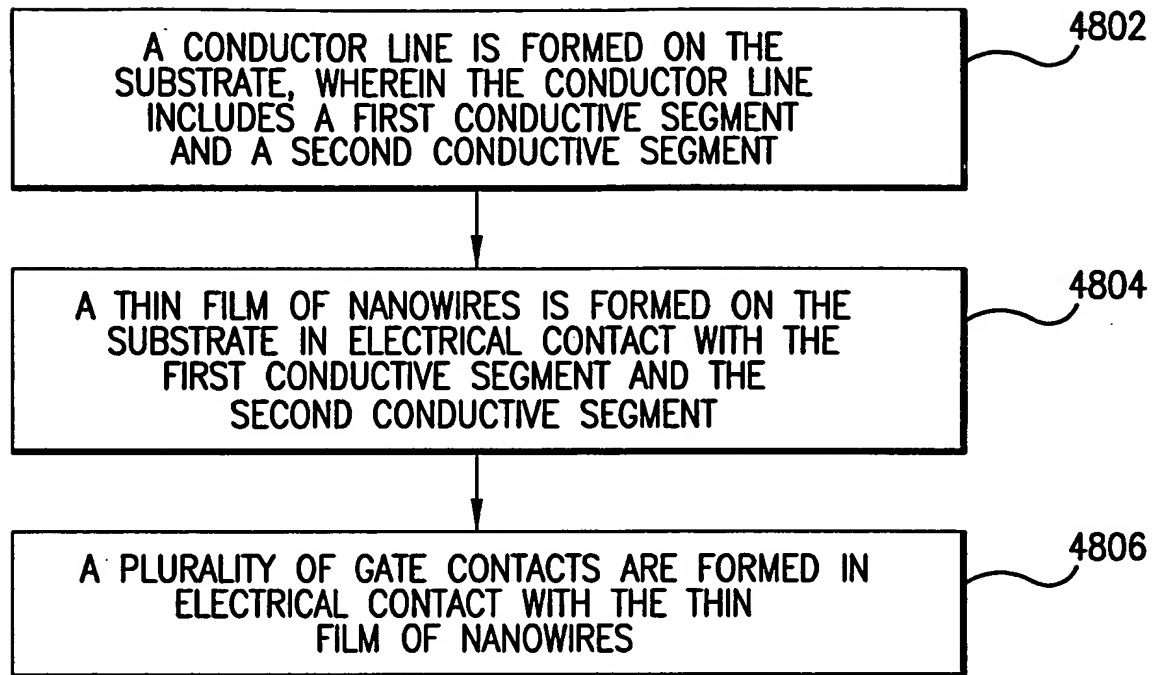 A CONDUCTOR LINE IS FORMED ON THE
SUBSTRATE, WHEREIN THE CONDUCTOR LINE
INCLUDES A FIRST CONDUCTIVE SEGMENT
AND A SECOND CONDUCTIVE SEGMENT
4802
A THIN FILM OF NANOWIRES IS FORMED ON THE
SUBSTRATE IN ELECTRICAL CONTACT WITH THE
FIRST CONDUCTIVE SEGMENT AND THE
SECOND CONDUCTIVE SEGMENT
4804
A PLURALITY OF GATE CONTACTS ARE FORMED IN
ELECTRICAL CONTACT WITH THE THIN
FILM OF NANOWIRES
4806